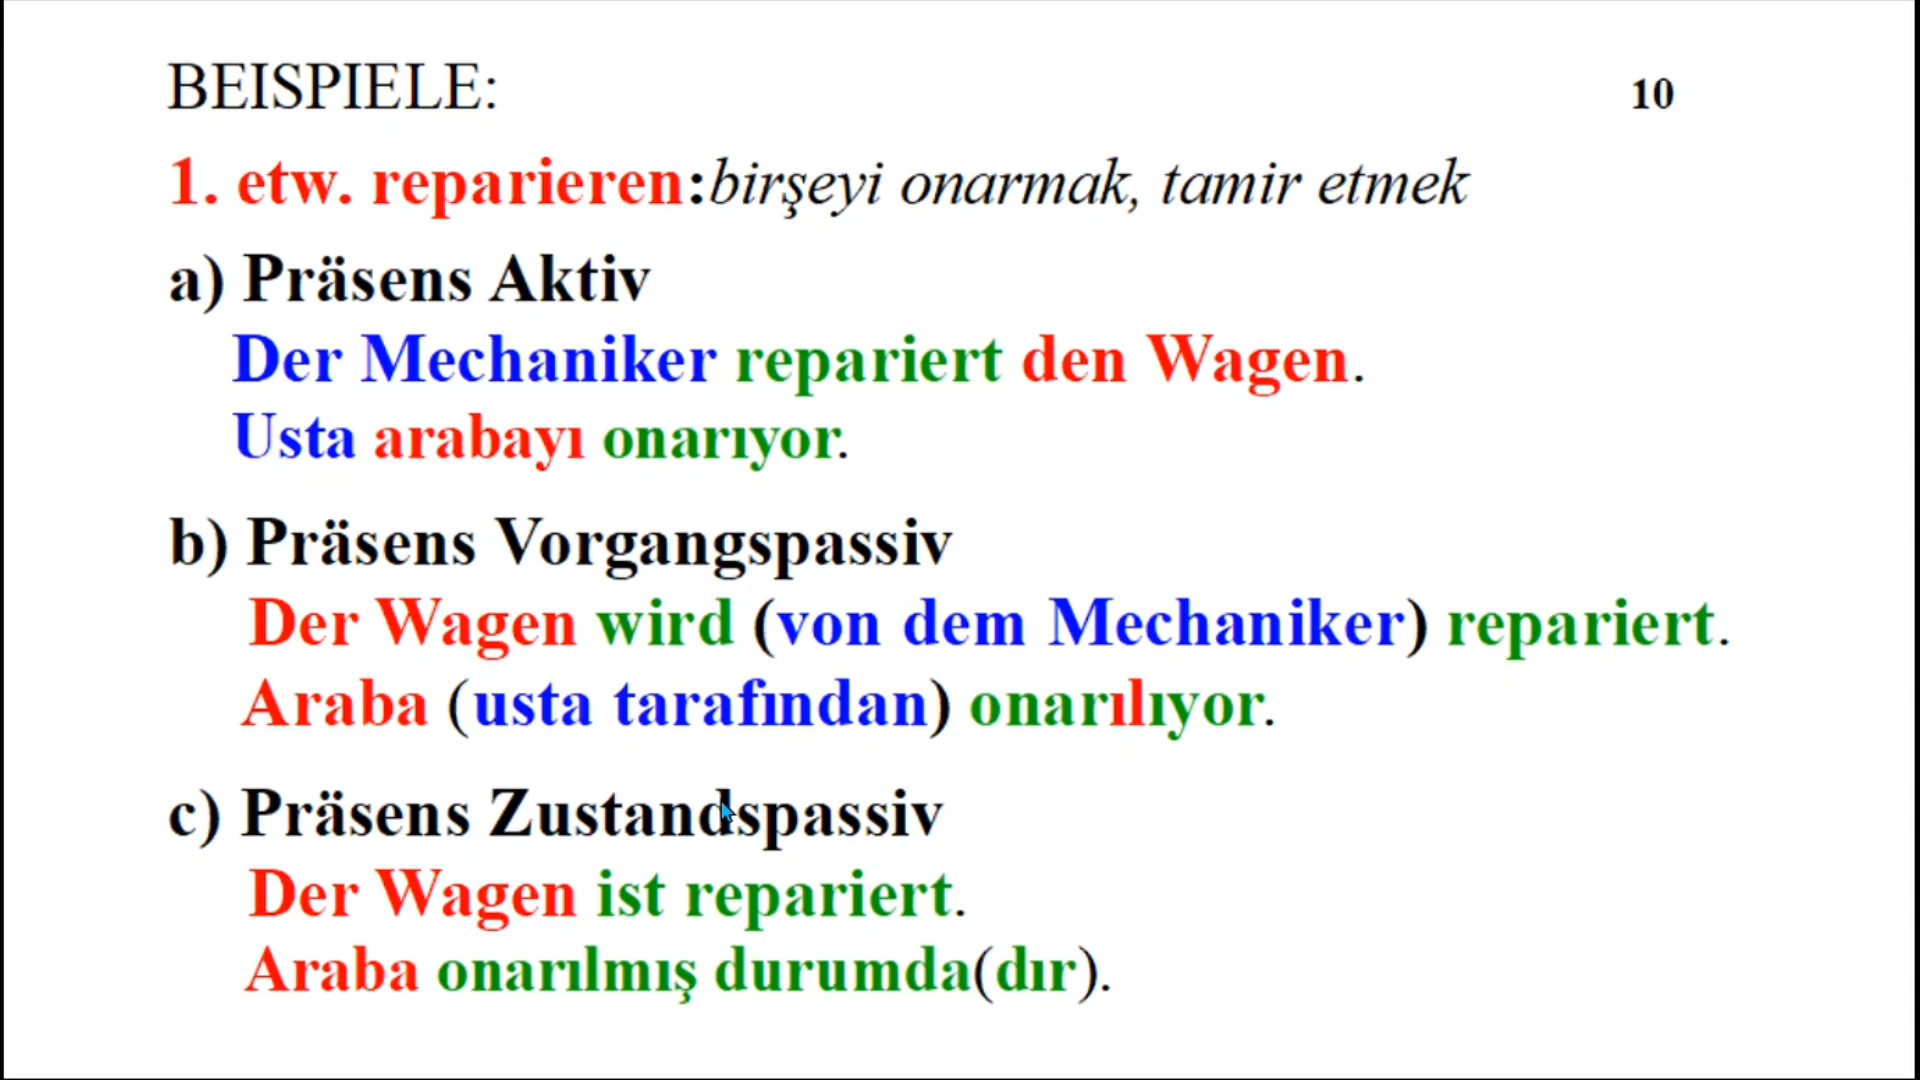 BEISPIELE:
10
1. etw. reparieren:birşeyi onarmak, tamir etmek
a) Präsens Aktiv
Der Mechaniker repariert den Wagen.
Usta arabayı onarıyor.
b) Präsens Vorgangspassiv
Der Wagen wird (von dem Mechaniker) repariert.
Araba (usta tarafından) onarılıyor.
c) Präsens Zustandspassiv
Der Wagen ist repariert.
Araba onarılmış durumda(dır).